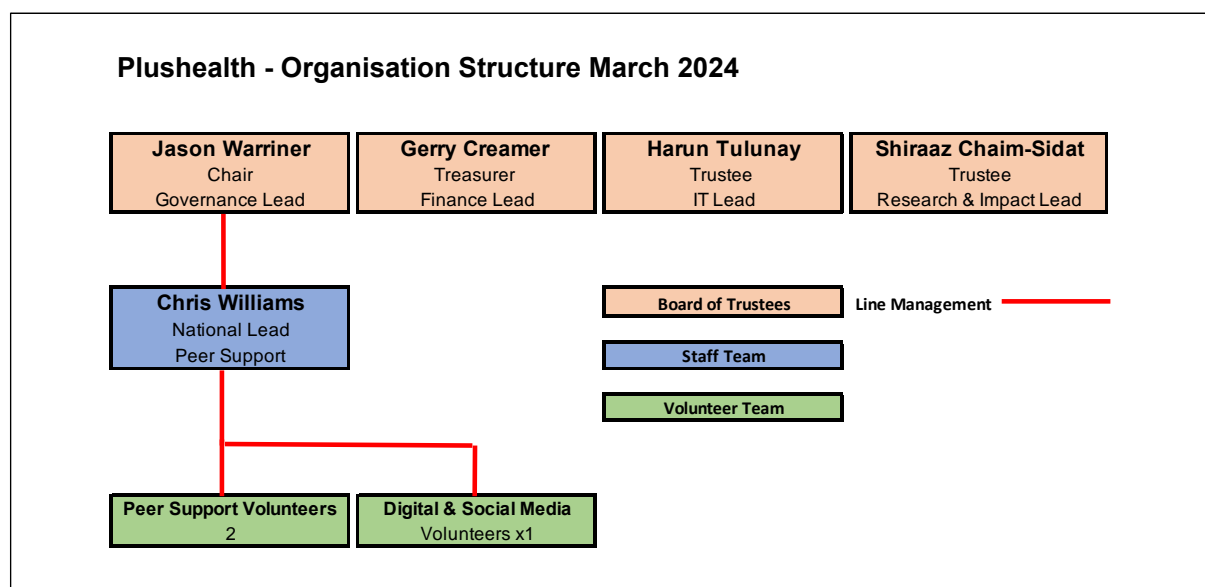 Plushealth - Organisation Structure March 2024
Jason Warriner
Chair
Governance Lead
Gerry Creamer
Treasurer
Finance Lead
Harun Tulunay
Trustee
IT Lead
Shiraaz Chaim-Sidat
Trustee
Research & Impact Lead
Chris Williams
National Lead
Peer Support
Board of Trustees
Line Management
Staff Team
Volunteer Team
Peer Support Volunteers
2
Digital & Social Media
Volunteers x1